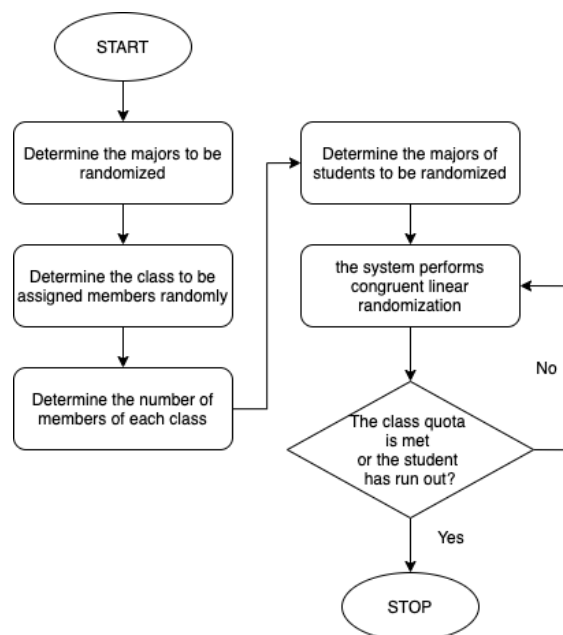 START
Determine the majors to be
randomized
Determine the class to be
assigned members randomly
Determine the number of
members of each class
Determine the majors of
students to be randomized
the system performs
congruent linear
randomization
The class quota
is met
or the student
has run out?
No
Yes
STOP